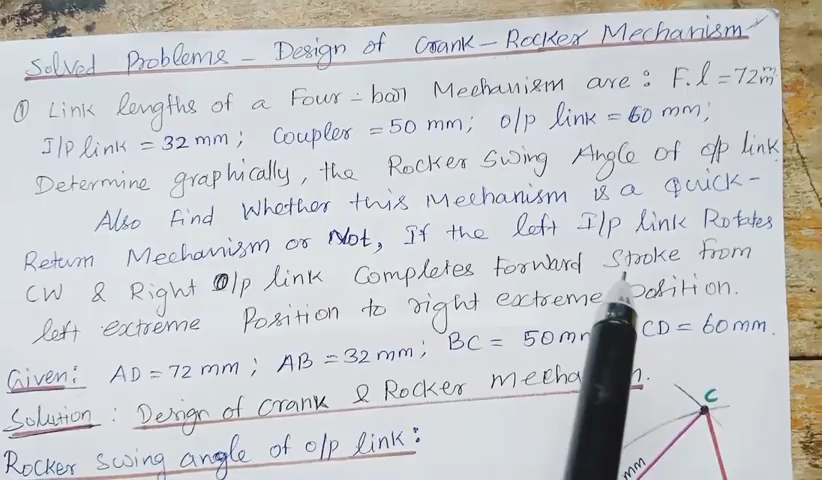 Solved Problems - Design of Crank-Rocker Mechanism
① Link lengths of a Four-bar Mechanism are: F.l = 72mm
I/P link = 32 mm; Coupler = 50 mm; O/P link = 60 mm;
Determine graphically, the Rocker Swing Angle of O/P link.
Also Find Whether this Mechanism is a Quick-
Return Mechanism or Not, If the left I/P link Rotates
CW & Right O/P link Completes forward Stroke from
left extreme Position to right extreme Position.
Given: AD = 72 mm; AB = 32 mm; BC = 50 CD = 60 mm.
Solution: Design of Crank & Rocker
Rocker Swing angle of O/P link:
C
mm